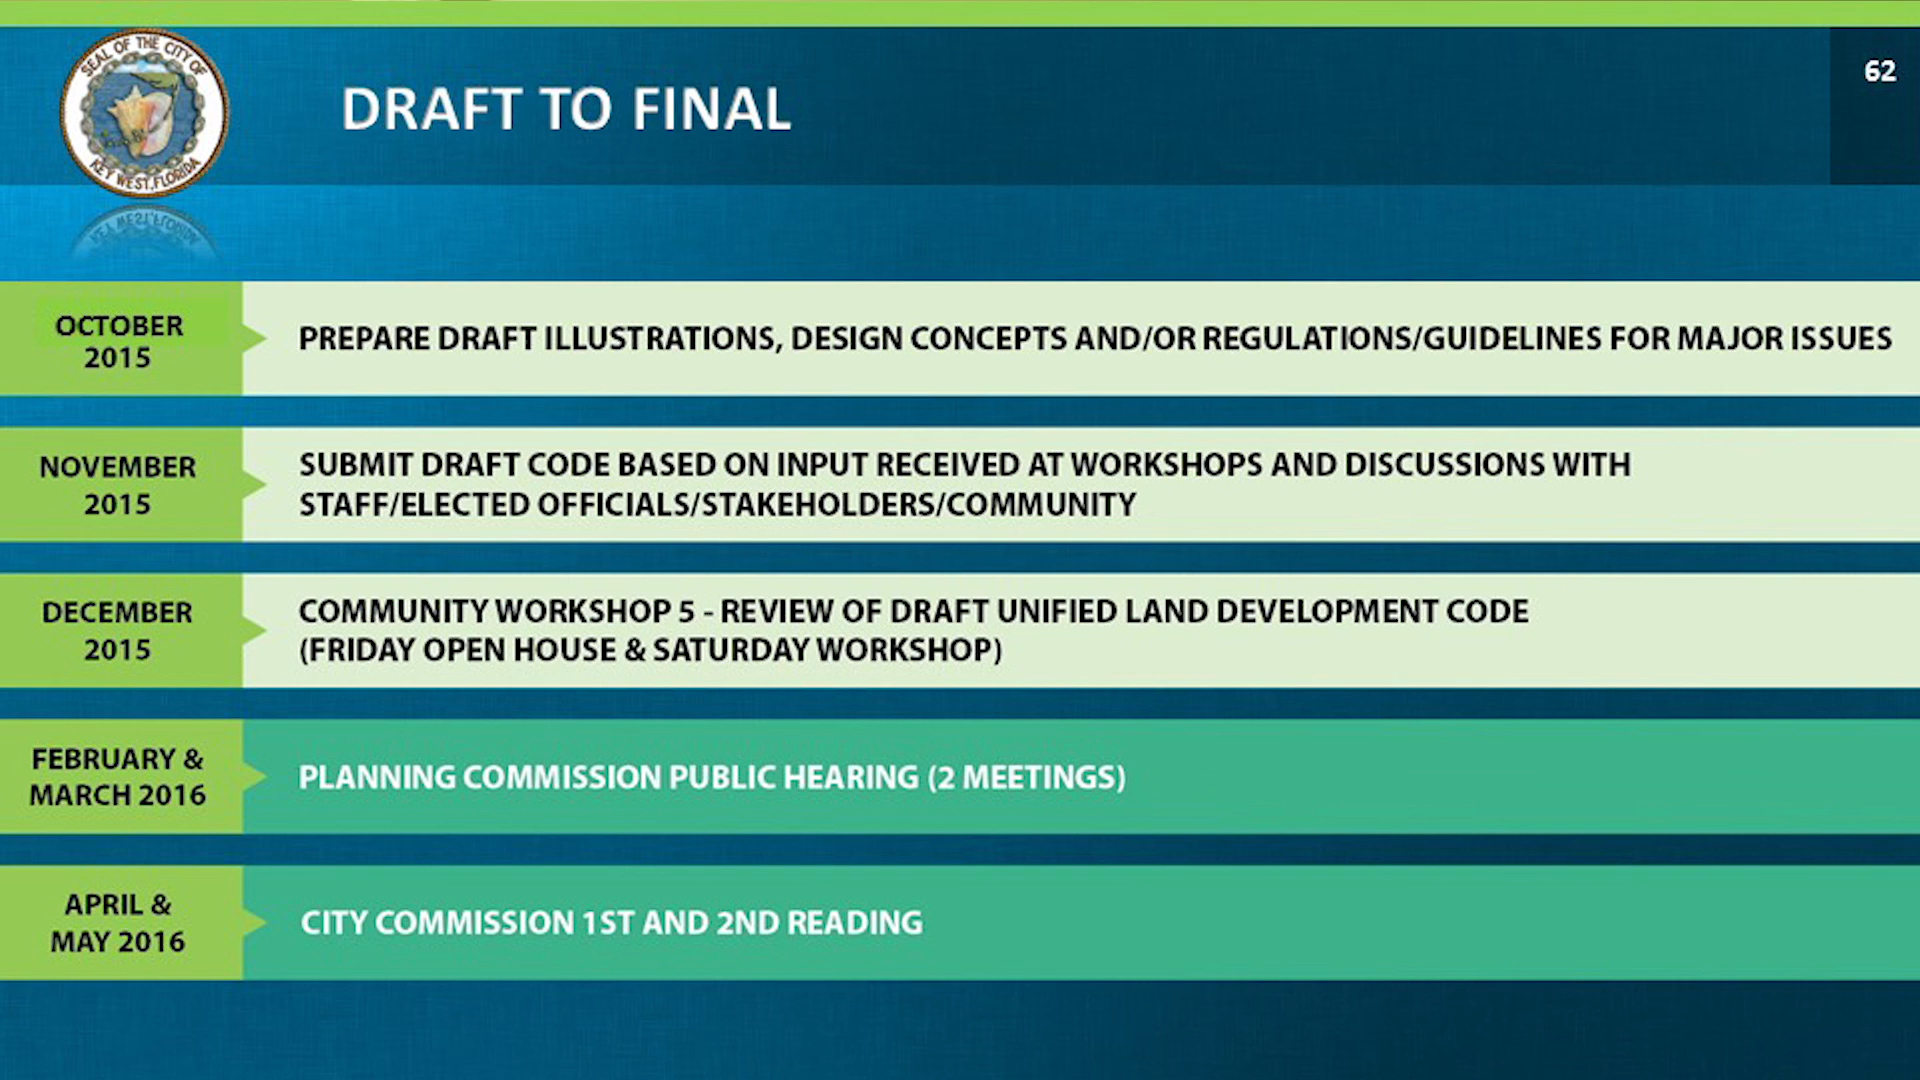 SEAL OF THE CITY OF
KEY WEST, FLORIDA
DRAFT TO FINAL
62
OCTOBER
2015
PREPARE DRAFT ILLUSTRATIONS, DESIGN CONCEPTS AND/OR REGULATIONS/GUIDELINES FOR MAJOR ISSUES
NOVEMBER
2015
SUBMIT DRAFT CODE BASED ON INPUT RECEIVED AT WORKSHOPS AND DISCUSSIONS WITH
STAFF/ELECTED OFFICIALS/STAKEHOLDERS/COMMUNITY
DECEMBER
2015
COMMUNITY WORKSHOP 5 - REVIEW OF DRAFT UNIFIED LAND DEVELOPMENT CODE
(FRIDAY OPEN HOUSE & SATURDAY WORKSHOP)
FEBRUARY &
MARCH 2016
PLANNING COMMISSION PUBLIC HEARING (2 MEETINGS)
APRIL &
MAY 2016
CITY COMMISSION 1ST AND 2ND READING